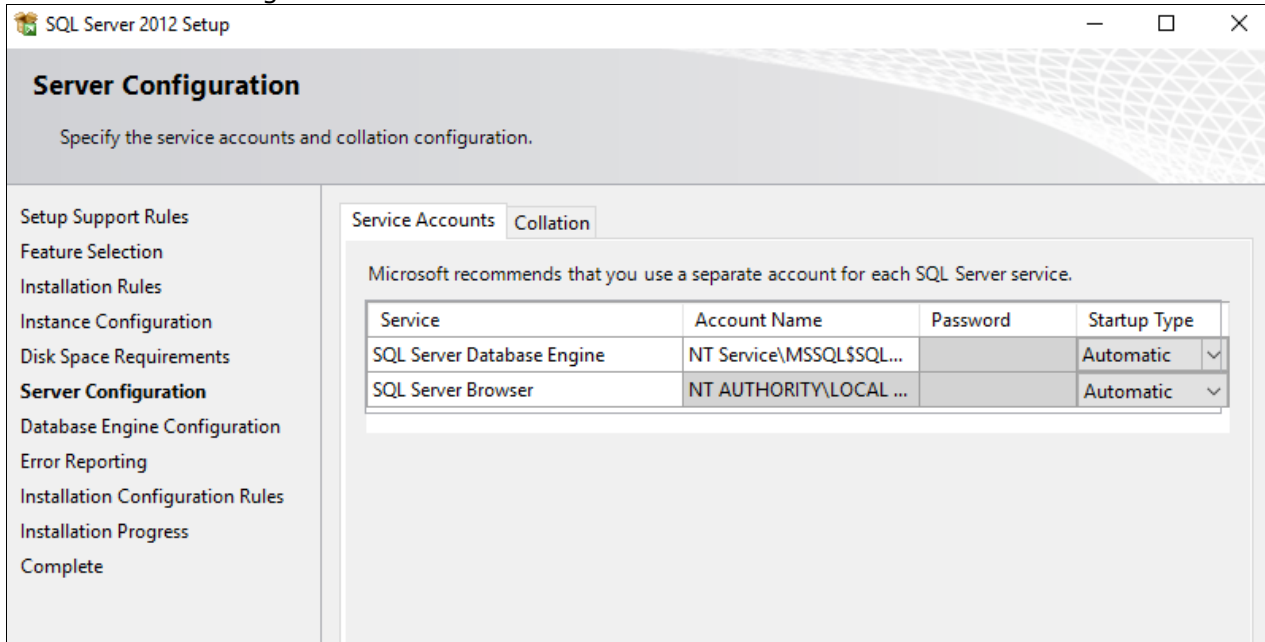 SQL Server 2012 Setup
Server Configuration
Specify the service accounts and collation configuration.
Setup Support Rules
Feature Selection
Installation Rules
Instance Configuration
Disk Space Requirements
Server Configuration
Database Engine Configuration
Error Reporting
Installation Configuration Rules
Installation Progress
Complete
Service Accounts Collation
Microsoft recommends that you use a separate account for each SQL Server service.
Service Account Name Password Startup Type
SQL Server Database Engine NT Service\MSSQL$SQL... Automatic
SQL Server Browser NT AUTHORITY\LOCAL ... Automatic